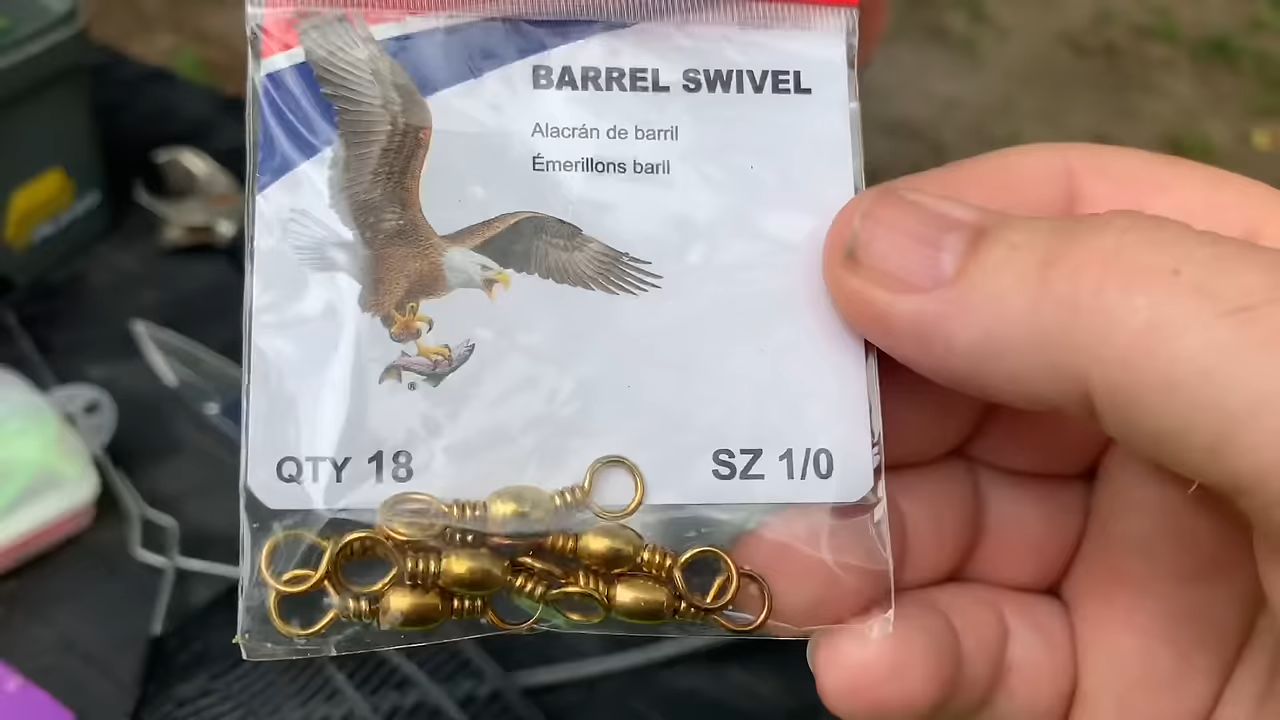 BARREL SWIVEL
Alacrán de barril
Émerillons baril
®
QTY 18
SZ 1/0